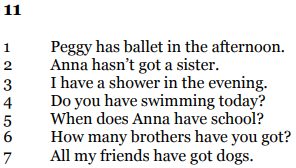 11
1 Peggy has ballet in the afternoon.
2 Anna hasn't got a sister.
3 I have a shower in the evening.
4 Do you have swimming today?
5 When does Anna have school?
6 How many brothers have you got?
7 All my friends have got dogs.